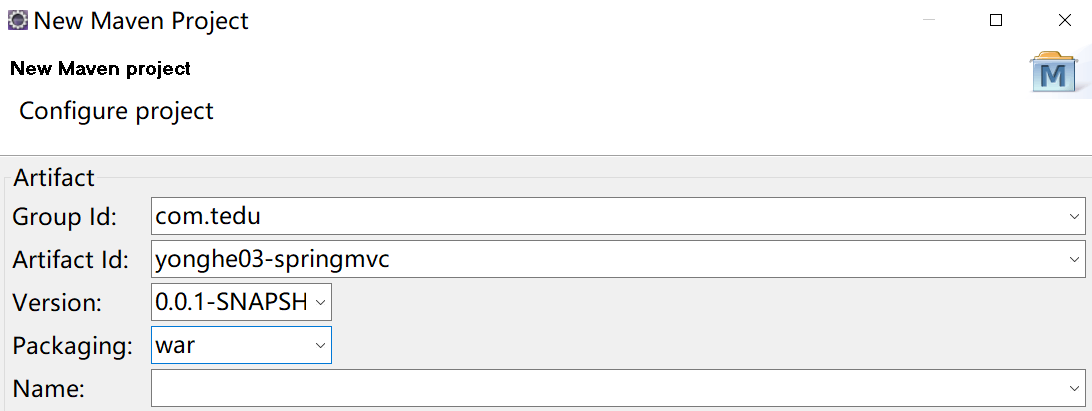 New Maven Project
New Maven project
M
Configure project
Artifact
Group Id: com.tedu
Artifact Id: yonghe03-springmvc
Version: 0.0.1-SNAPSH
Packaging: war
Name: